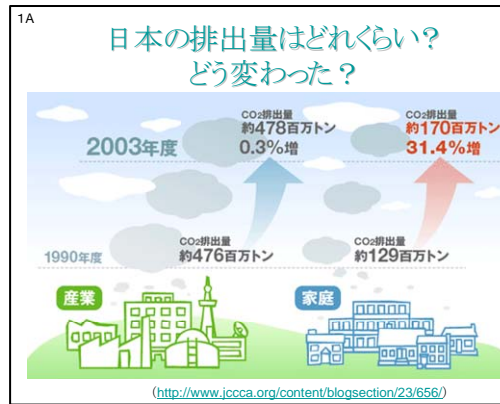 1A
日本の排出量はどれくらい?
どう変わった?
CO2排出量
約478百万トン
0.3%増
CO2排出量
約170百万トン
31.4%増
2003年度
CO2排出量
約476百万トン
CO2排出量
約129百万トン
1990年度
産業
家庭
(http://www.jccca.org/content/blogsection/23/656/)